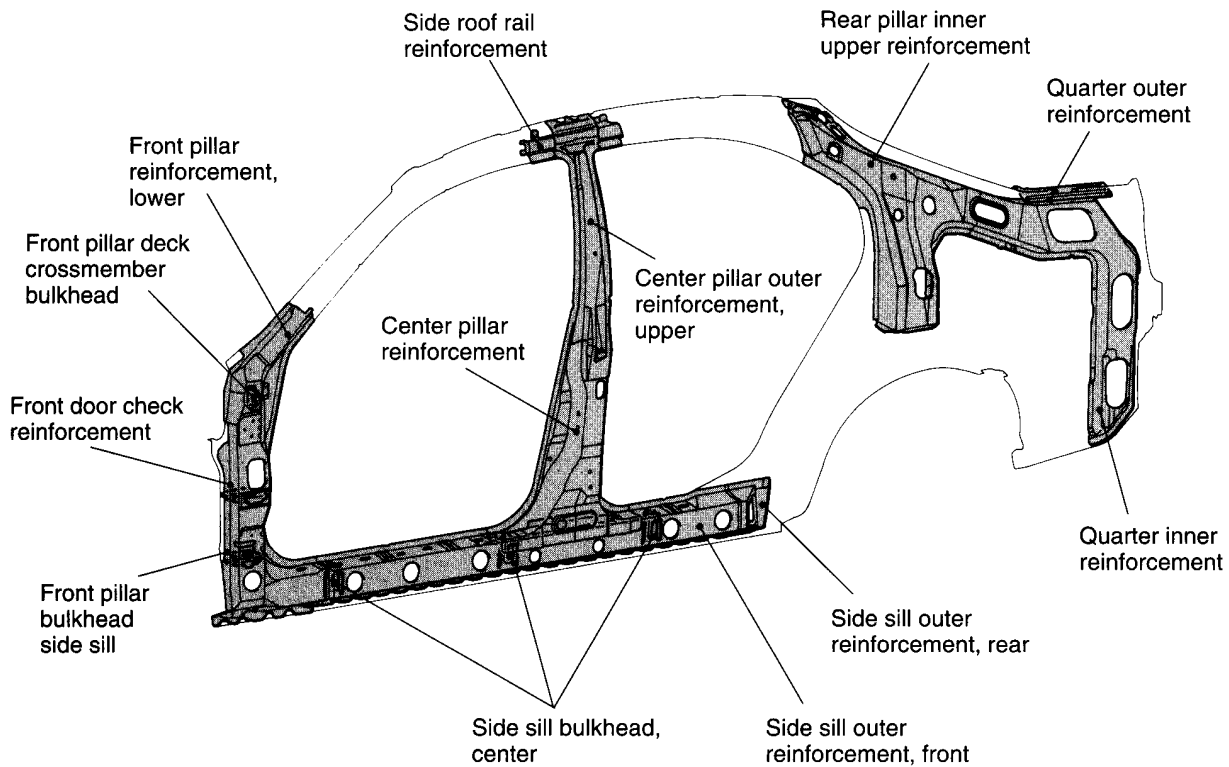 Side roof rail
reinforcement
Rear pillar inner
upper reinforcement
Quarter outer
reinforcement
Front pillar
reinforcement,
lower
Front pillar deck
crossmember
bulkhead
Center pillar outer
reinforcement,
upper
Center pillar
reinforcement
Front door check
reinforcement
Quarter inner
reinforcement
Front pillar
bulkhead
side sill
Side sill outer
reinforcement, rear
Side sill bulkhead,
center
Side sill outer
reinforcement, front